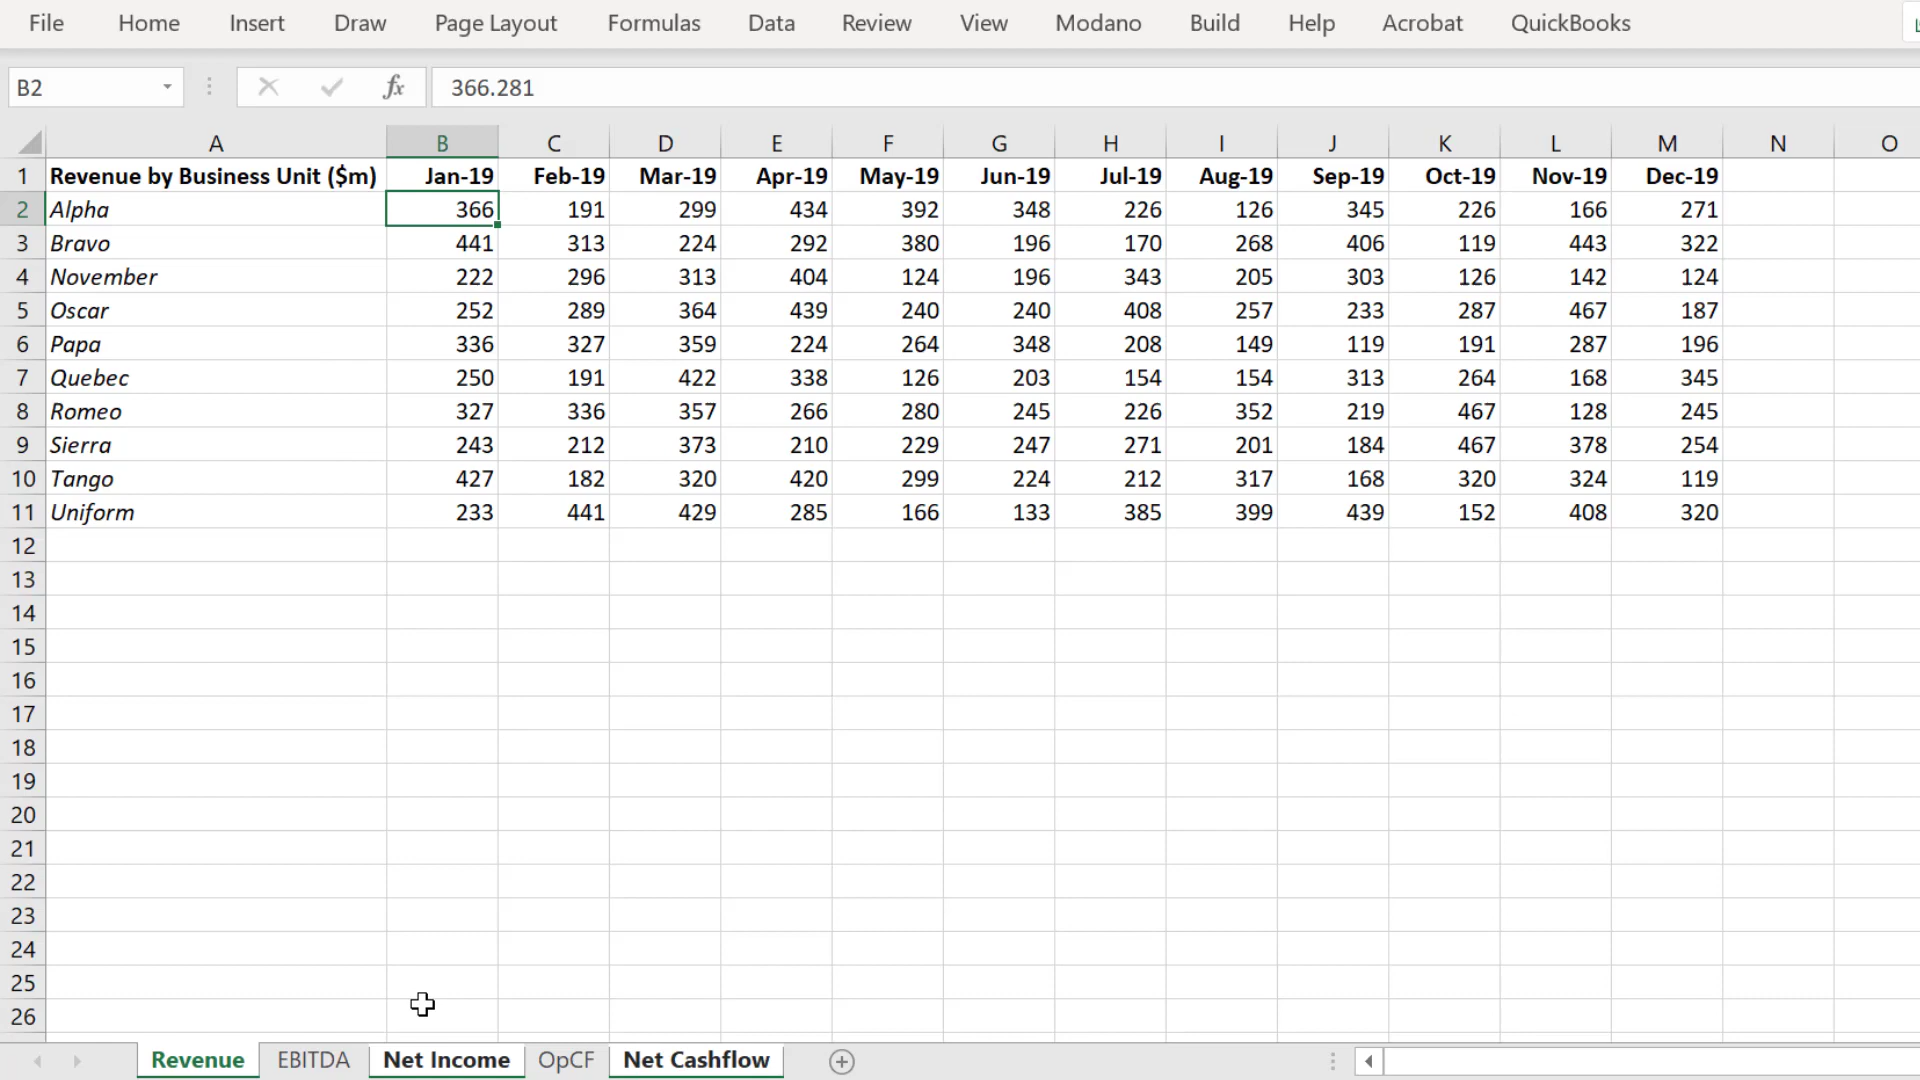 File Home Insert Draw Page Layout Formulas Data Review View Modano Build Help Acrobat QuickBooks
B2 fx 366.281
A B C D E F G H I J K L M N O
1 Revenue by Business Unit ($m) Jan-19 Feb-19 Mar-19 Apr-19 May-19 Jun-19 Jul-19 Aug-19 Sep-19 Oct-19 Nov-19 Dec-19
2 Alpha 366 191 299 434 392 348 226 126 345 226 166 271
3 Bravo 441 313 224 292 380 196 170 268 406 119 443 322
4 November 222 296 313 404 124 196 343 205 303 126 142 124
5 Oscar 252 289 364 439 240 240 408 257 233 287 467 187
6 Papa 336 327 359 224 264 348 208 149 119 191 287 196
7 Quebec 250 191 422 338 126 203 154 154 313 264 168 345
8 Romeo 327 336 357 266 280 245 226 352 219 467 128 245
9 Sierra 243 212 373 210 229 247 271 201 184 467 378 254
10 Tango 427 182 320 420 299 224 212 317 168 320 324 119
11 Uniform 233 441 429 285 166 133 385 399 439 152 408 320
12
13
14
15
16
17
18
19
20
21
22
23
24
25
26
Revenue EBITDA Net Income OpCF Net Cashflow